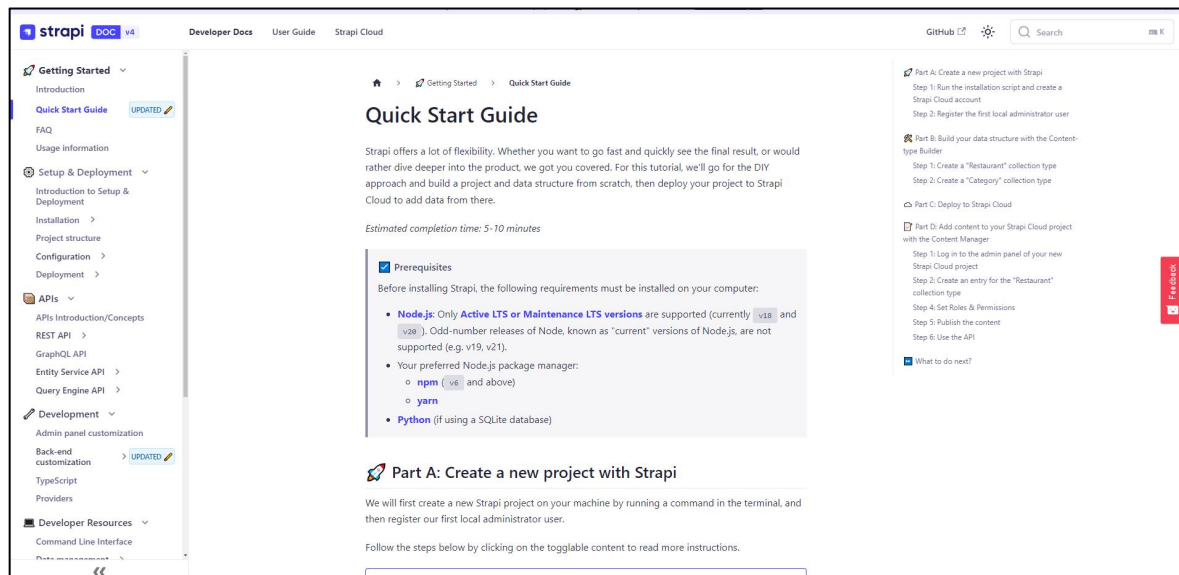 strapi DOC v4
Developer Docs User Guide Strapi Cloud
GitHub
Search
K
Getting Started
Introduction
Quick Start Guide UPDATED
FAQ
Usage information
Setup & Deployment
Introduction to Setup &
Deployment
Installation
Project structure
Configuration
Deployment
APIs
APIs Introduction/Concepts
REST API
GraphQL API
Entity Service API
Query Engine API
Development
Admin panel customization
Back-end
customization UPDATED
TypeScript
Providers
Developer Resources
Command Line Interface
Data management
Getting Started > Quick Start Guide
Quick Start Guide
Strapi offers a lot of flexibility. Whether you want to go fast and quickly see the final result, or would
rather dive deeper into the product, we got you covered. For this tutorial, we'll go for the DIY
approach and build a project and data structure from scratch, then deploy your project to Strapi
Cloud to add data from there.
Estimated completion time: 5-10 minutes
Prerequisites
Before installing Strapi, the following requirements must be installed on your computer:
• Node.js: Only Active LTS or Maintenance LTS versions are supported (currently v18 and
v20 ). Odd-number releases of Node, known as "current" versions of Node.js, are not
supported (e.g. v19, v21).
• Your preferred Node.js package manager:
npm ( v6 and above)
yarn
• Python (if using a SQLite database)
Part A: Create a new project with Strapi
We will first create a new Strapi project on your machine by running a command in the terminal, and
then register our first local administrator user.
Follow the steps below by clicking on the togglable content to read more instructions.
Part A: Create a new project with Strapi
Step 1: Run the installation script and create a
Strapi Cloud account
Step 2: Register the first local administrator user
Part B: Build your data structure with the Content-
type Builder
Step 1: Create a "Restaurant" collection type
Step 2: Create a "Category" collection type
Part C: Deploy to Strapi Cloud
Part D: Add content to your Strapi Cloud project
with the Content Manager
Step 1: Log in to the admin panel of your new
Strapi Cloud project
Step 2: Create an entry for the "Restaurant"
collection type
Step 4: Set Roles & Permissions
Step 5: Publish the content
Step 6: Use the API
What to do next?
Feedback